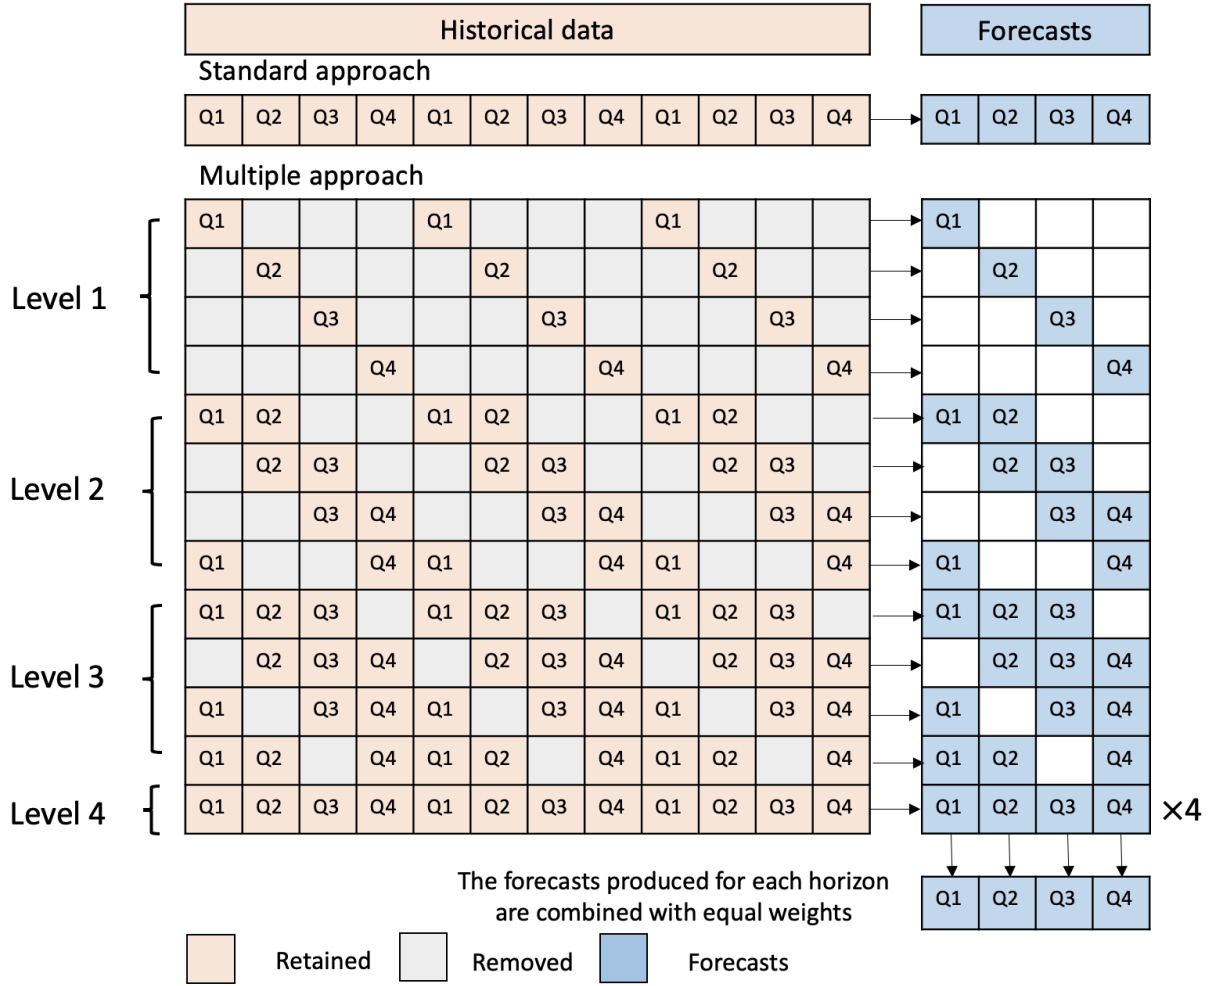 Historical data Forecasts
Standard approach
Q1 Q2 Q3 Q4 Q1 Q2 Q3 Q4 Q1 Q2 Q3 Q4 Q1 Q2 Q3 Q4
Multiple approach
Level 1
Q1 Q1 Q1 Q1
Q2 Q2 Q2 Q2
Q3 Q3 Q3 Q3
Q4 Q4 Q4 Q4
Level 2
Q1 Q2 Q1 Q2 Q1 Q2 Q1 Q2
Q2 Q3 Q2 Q3 Q2 Q3 Q2 Q3
Q3 Q4 Q3 Q4 Q3 Q4 Q3 Q4
Q1 Q4 Q1 Q4 Q1 Q4 Q1 Q4
Level 3
Q1 Q2 Q3 Q1 Q2 Q3 Q1 Q2 Q3 Q1 Q2 Q3
Q2 Q3 Q4 Q2 Q3 Q4 Q2 Q3 Q4 Q2 Q3 Q4
Q1 Q3 Q4 Q1 Q3 Q4 Q1 Q3 Q4 Q1 Q3 Q4
Q1 Q2 Q4 Q1 Q2 Q4 Q1 Q2 Q4 Q1 Q2 Q4
Level 4
Q1 Q2 Q3 Q4 Q1 Q2 Q3 Q4 Q1 Q2 Q3 Q4 Q1 Q2 Q3 Q4 ×4
The forecasts produced for each horizon
are combined with equal weights
Q1 Q2 Q3 Q4
Retained Removed Forecasts